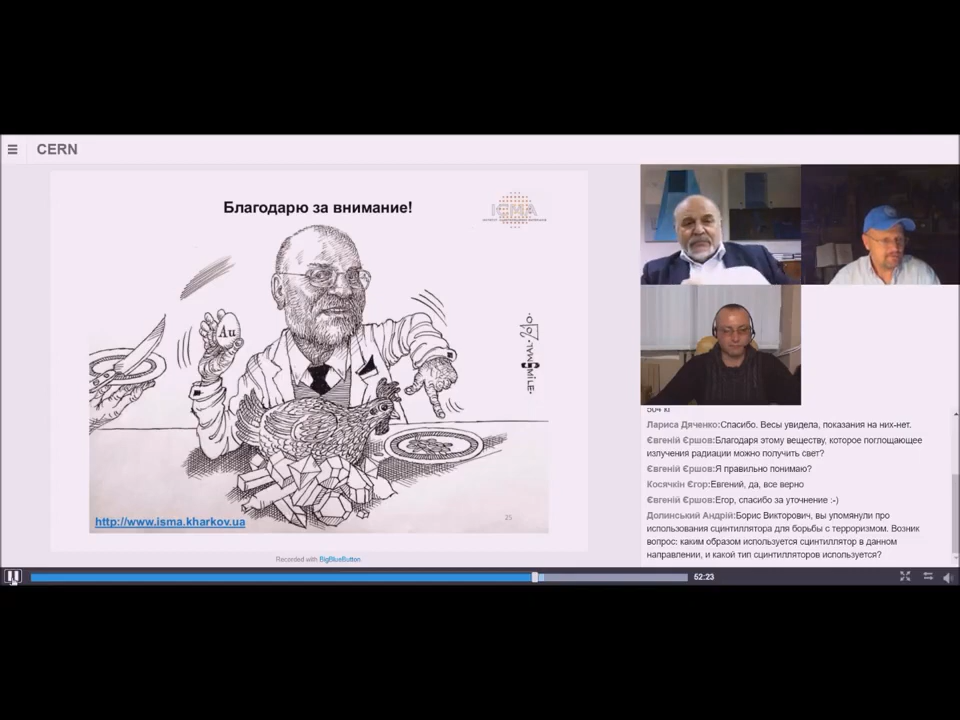 CERN
Благодарю за внимание!
ISMA
Au
SMILE
http://www.isma.kharkov.ua
25
Recorded with BigBlueButton
52:23
Лариса Дяченко:Спасибо. Весы увидела, показания на них-нет.
Євгеній Єршов:Благодаря этому веществу, которое поглощающее
излучения радиации можно получить свет?
Євгеній Єршов:Я правильно понимаю?
Косячкін Єгор:Евгений, да, все верно
Євгеній Єршов:Егор, спасибо за уточнение :-)
Долинський Андрій:Борис Викторович, вы упомянули про
использования сцинтиллятора для борьбы с терроризмом. Возник
вопрос: каким образом используется сцинтиллятор в данном
направлении, и какой тип сцинтилляторов используется?